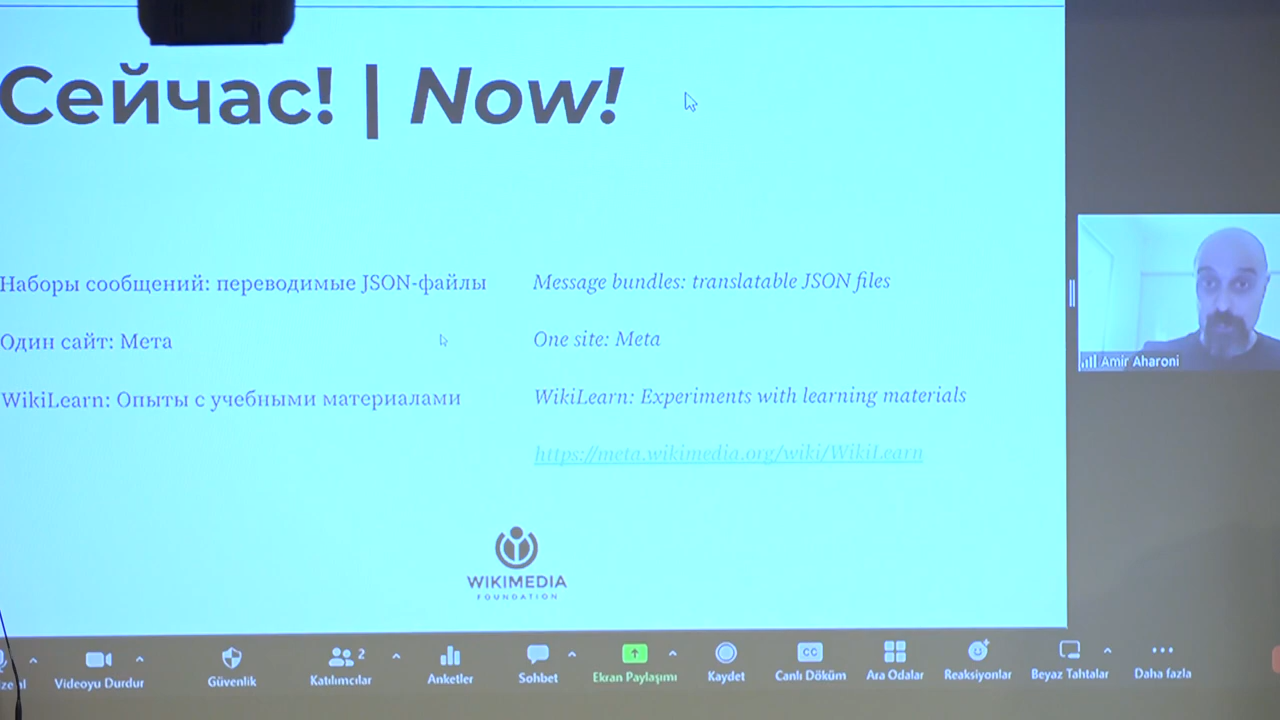 Сейчас! | Now!
Наборы сообщений: переводимые JSON-файлы
Один сайт: Мета
WikiLearn: Опыты с учебными материалами
Message bundles: translatable JSON files
One site: Meta
WikiLearn: Experiments with learning materials
https://meta.wikimedia.org/wiki/WikiLearn
WIKIMEDIA
FOUNDATION
Amir Aharoni
Videoyu Durdur
Güvenlik
2
Katılımcılar
Anketler
Sohbet
Ekran Paylaşımı
Kaydet
CC
Canlı Döküm
Ara Odalar
Reaksiyonlar
Beyaz Tahtalar
Daha fazla